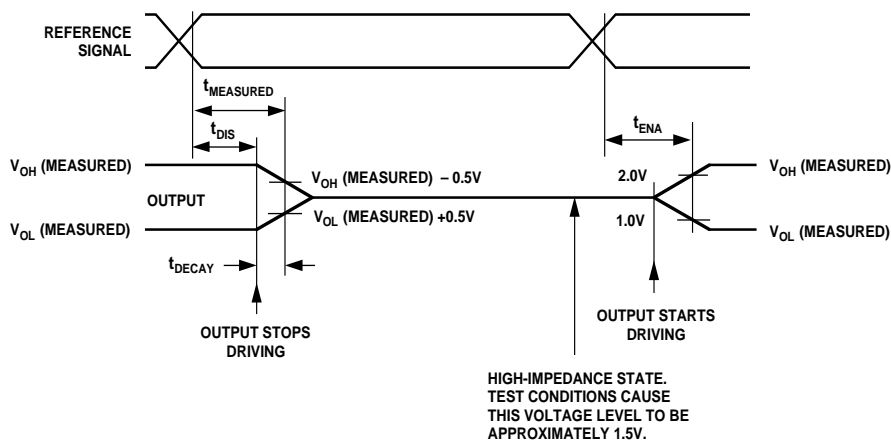 REFERENCE
SIGNAL
tMEASURED
tDIS
tENA
VOH (MEASURED)
VOH (MEASURED) – 0.5V
2.0V
VOH (MEASURED)
OUTPUT
VOL (MEASURED)
VOL (MEASURED) +0.5V
1.0V
VOL (MEASURED)
tDECAY
OUTPUT STOPS
DRIVING
OUTPUT STARTS
DRIVING
HIGH-IMPEDANCE STATE.
TEST CONDITIONS CAUSE
THIS VOLTAGE LEVEL TO BE
APPROXIMATELY 1.5V.